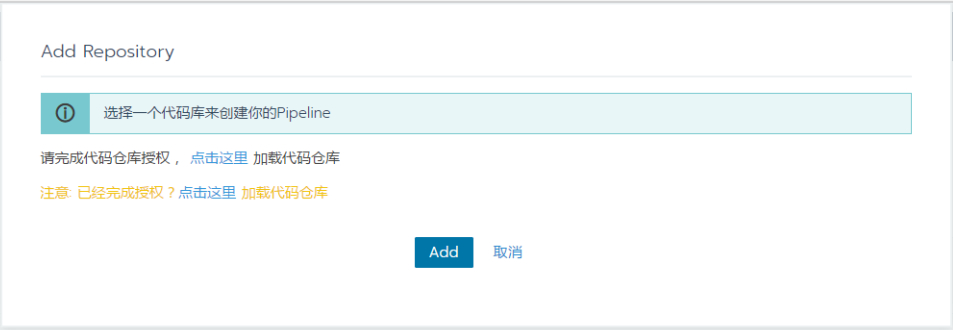 Add Repository
选择一个代码库来创建你的Pipeline
请完成代码仓库授权， 点击这里 加载代码仓库
注意: 已经完成授权？点击这里 加载代码仓库
Add 取消